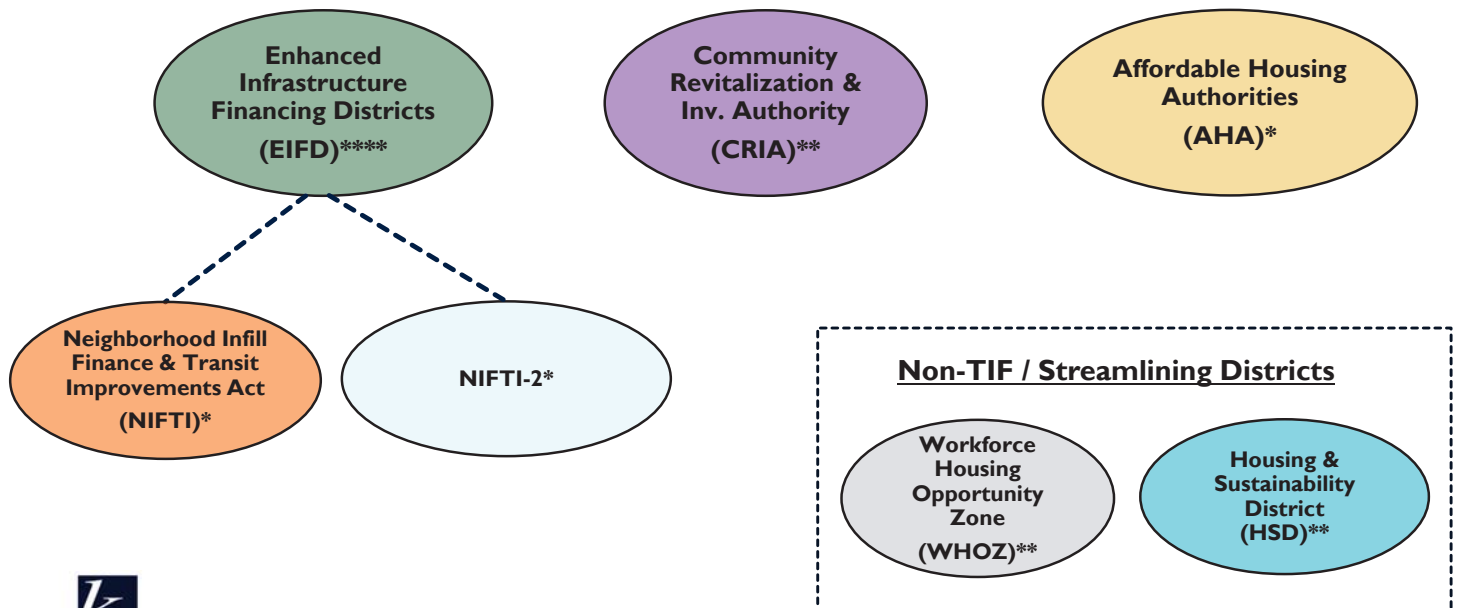 Enhanced
Infrastructure
Financing Districts
(EIFD)****
Community
Revitalization &
Inv. Authority
(CRIA)**
Affordable Housing
Authorities
(AHA)*
Neighborhood Infill
Finance & Transit
Improvements Act
(NIFTI)*
NIFTI-2*
Non-TIF / Streamlining Districts
Workforce
Housing
Opportunity
Zone
(WHOZ)**
Housing &
Sustainability
District
(HSD)**
k